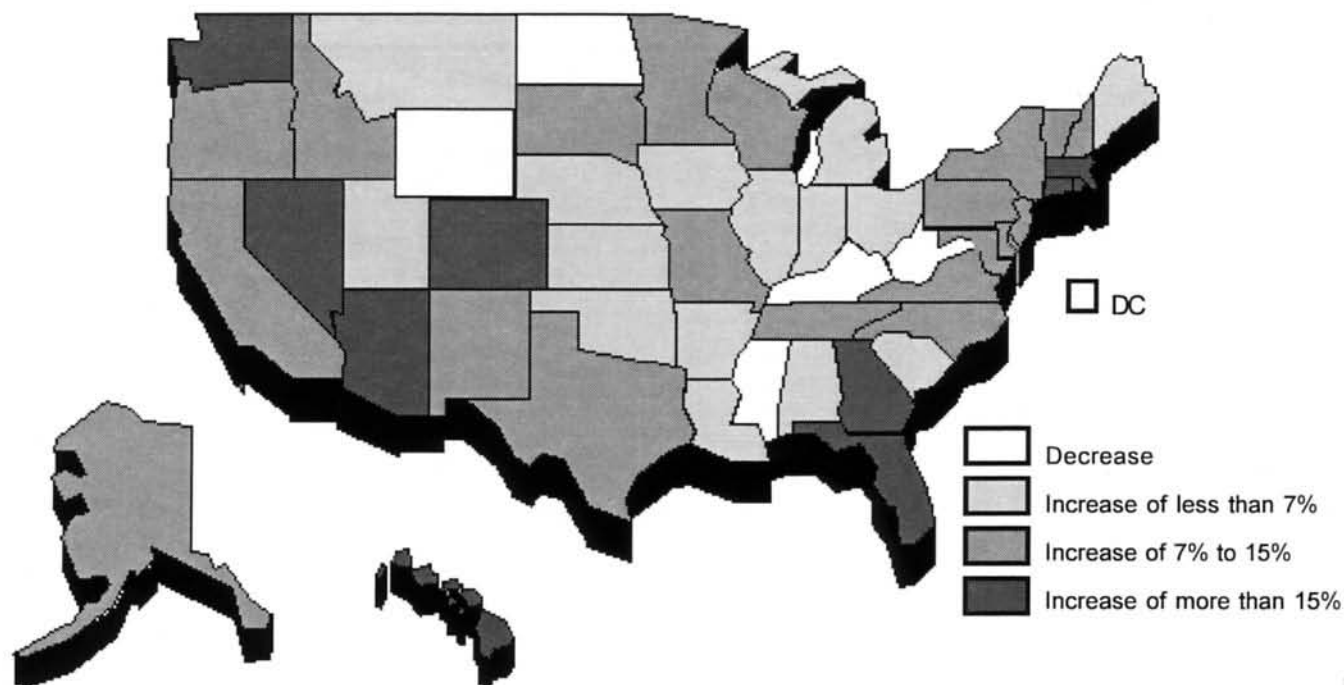 DC
Decrease
Increase of less than 7%
Increase of 7% to 15%
Increase of more than 15%